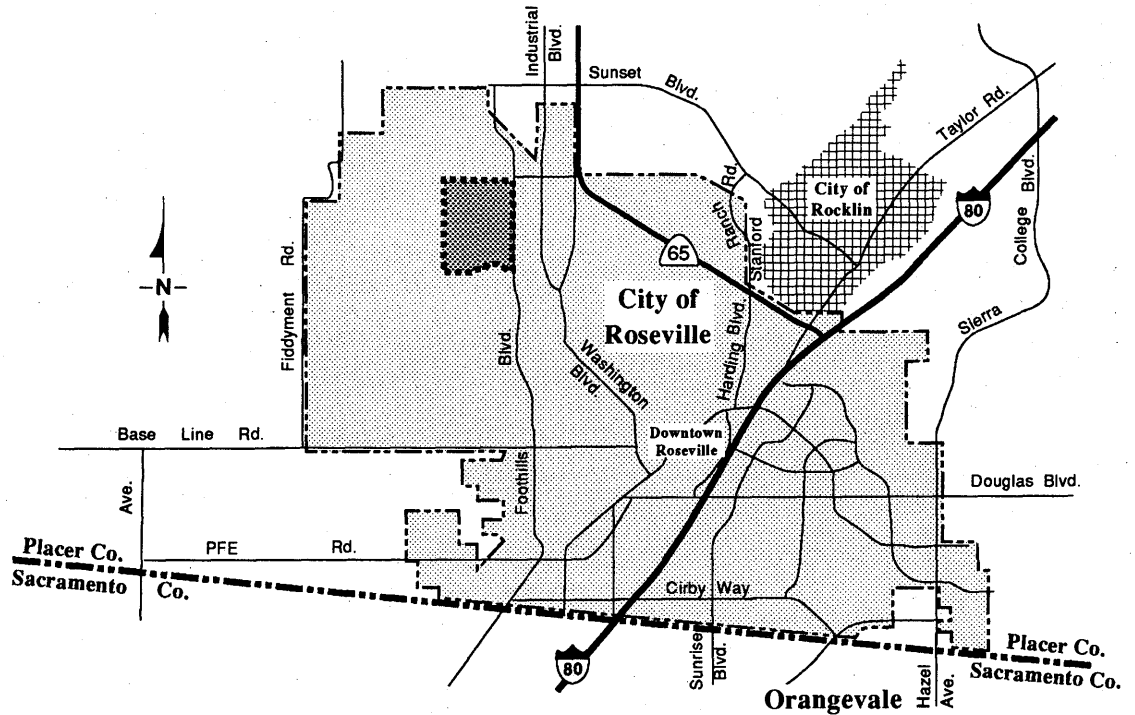 Industrial
Blvd.
Sunset Blvd.
Taylor Rd.
City of
Rocklin
80
College Blvd.
Sierra
Ranch Rd.
Stanford
65
N
Fiddyment Rd.
City of
Roseville
Blvd.
Foothills
Washington
Blvd.
Harding Blvd.
Downtown
Roseville
Base Line Rd.
Ave.
Douglas Blvd.
PFE Rd.
Placer Co.
Sacramento Co.
Cirby Way
80
Sunrise
Blvd.
Orangevale
Hazel
Ave.
Placer Co.
Sacramento Co.